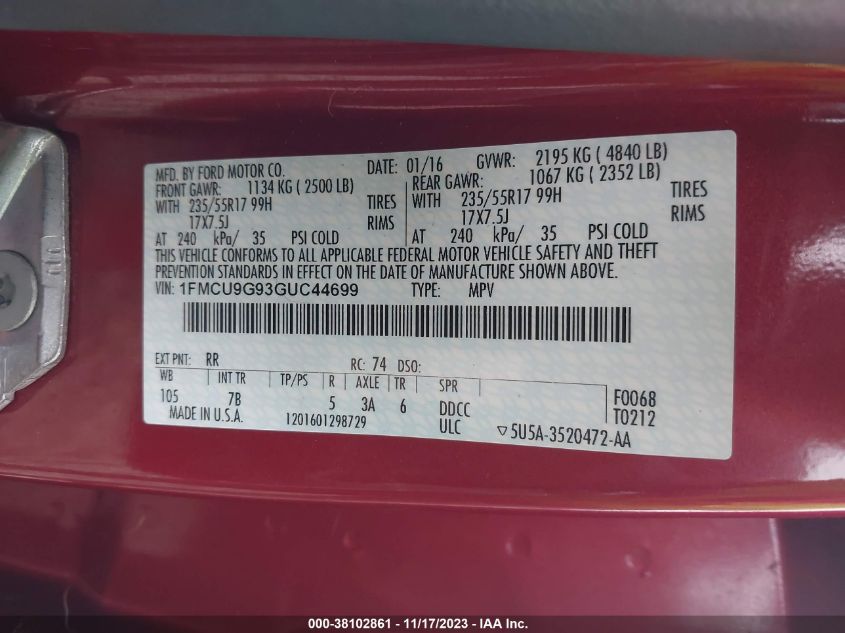 MFD. BY FORD MOTOR CO. DATE: 01/16 GVWR: 2195 KG ( 4840 LB)
FRONT GAWR: 1134 KG ( 2500 LB) REAR GAWR: 1067 KG ( 2352 LB)
WITH 235/55R17 99H TIRES WITH 235/55R17 99H TIRES
17X7.5J RIMS 17X7.5J RIMS
AT 240 kPa/ 35 PSI COLD AT 240 kPa/ 35 PSI COLD
THIS VEHICLE CONFORMS TO ALL APPLICABLE FEDERAL MOTOR VEHICLE SAFETY AND THEFT
PREVENTION STANDARDS IN EFFECT ON THE DATE OF MANUFACTURE SHOWN ABOVE.
VIN: 1FMCU9G93GUC44699 TYPE: MPV
EXT PNT: RR RC: 74 DSO:
WB INT TR TP/PS R AXLE TR SPR
105 7B 5 3A 6 DDCC F0068
MADE IN U.S.A. 1201601298729 ULC ▽5U5A-3520472-AA T0212
000-38102861 - 11/17/2023 - IAA Inc.